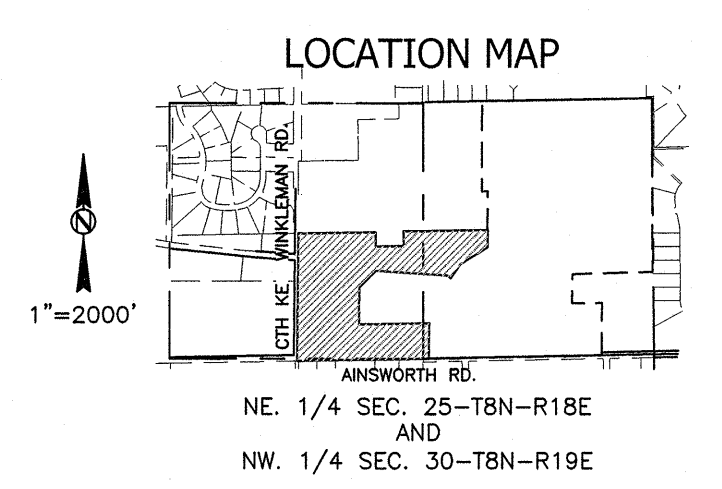 LOCATION MAP
N
1"=2000'
CTH KE WINKLEMAN RD.
AINSWORTH RD.
NE. 1/4 SEC. 25-T8N-R18E
AND
NW. 1/4 SEC. 30-T8N-R19E